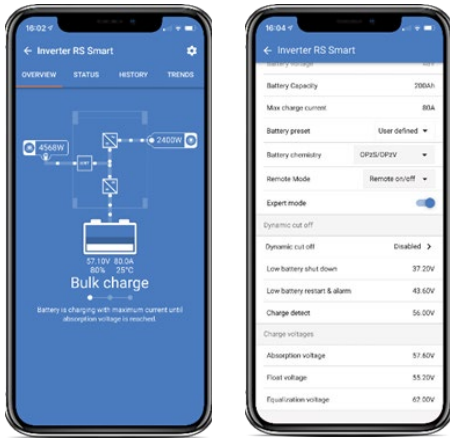 16:02
Inverter RS Smart
OVERVIEW STATUS HISTORY TRENDS
4568W
2400W
57.10V 80.0A
80% 25°C
Bulk charge
Battery is charging with maximum current until
absorption voltage is reached.
16:04
Inverter RS Smart
Battery voltage 48V
Battery Capacity 200Ah
Max charge current 80A
Battery preset User defined
Battery chemistry OPzS/OPzV
Remote Mode Remote on/off
Expert mode
Dynamic cut off
Dynamic cut off Disabled
Low battery shut down 37.20V
Low battery restart & alarm 43.60V
Charge detect 56.00V
Charge voltages
Absorption voltage 57.60V
Float voltage 55.20V
Equalization voltage 62.00V